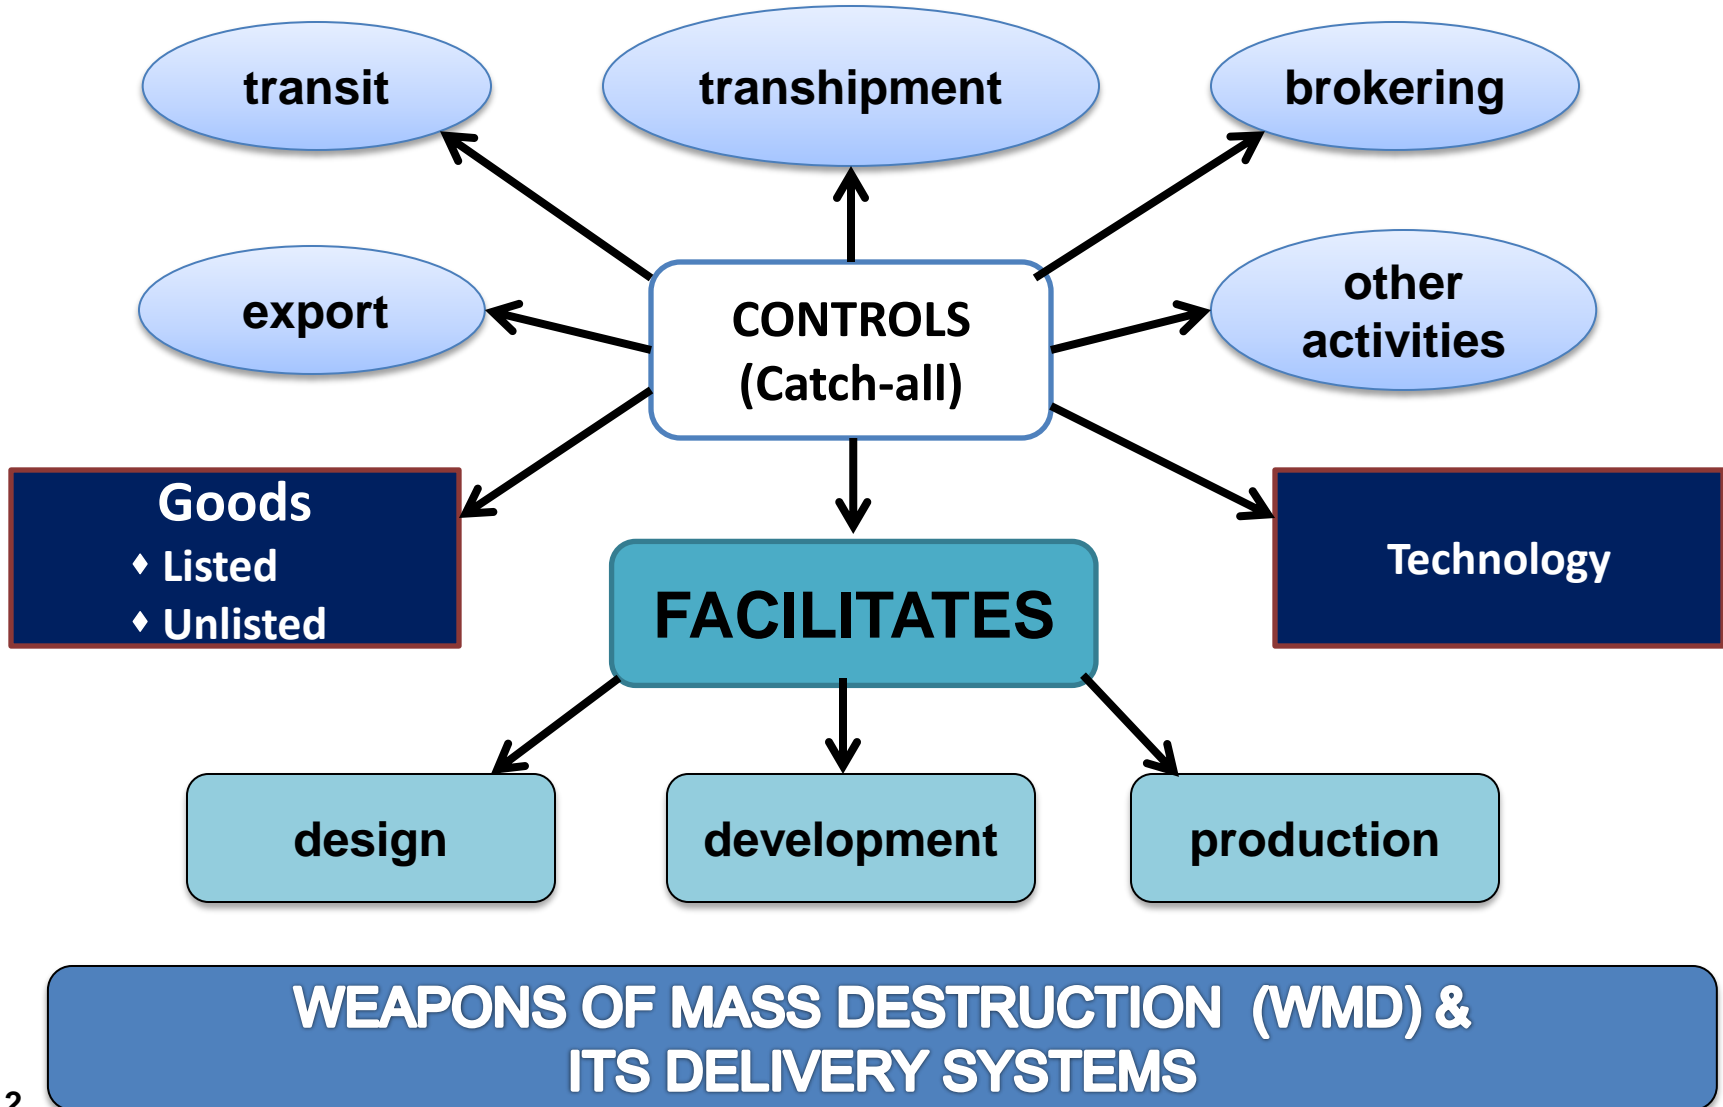 transit
transhipment
brokering
export
CONTROLS
(Catch-all)
other
activities
Goods
♦ Listed
♦ Unlisted
FACILITATES
Technology
design
development
production
WEAPONS OF MASS DESTRUCTION (WMD) &
ITS DELIVERY SYSTEMS
2